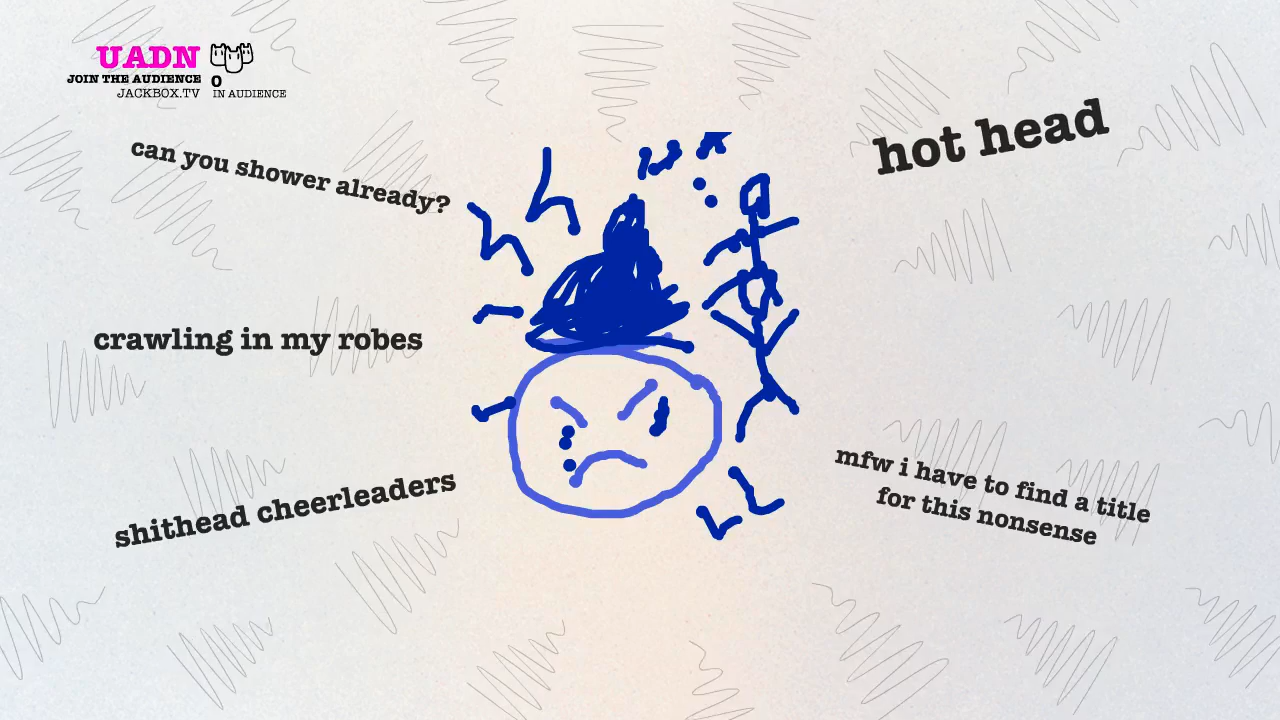 UADN
JOIN THE AUDIENCE
JACKBOX.TV
0
IN AUDIENCE
can you shower already?
hot head
crawling in my robes
shithead cheerleaders
mfw i have to find a title
for this nonsense